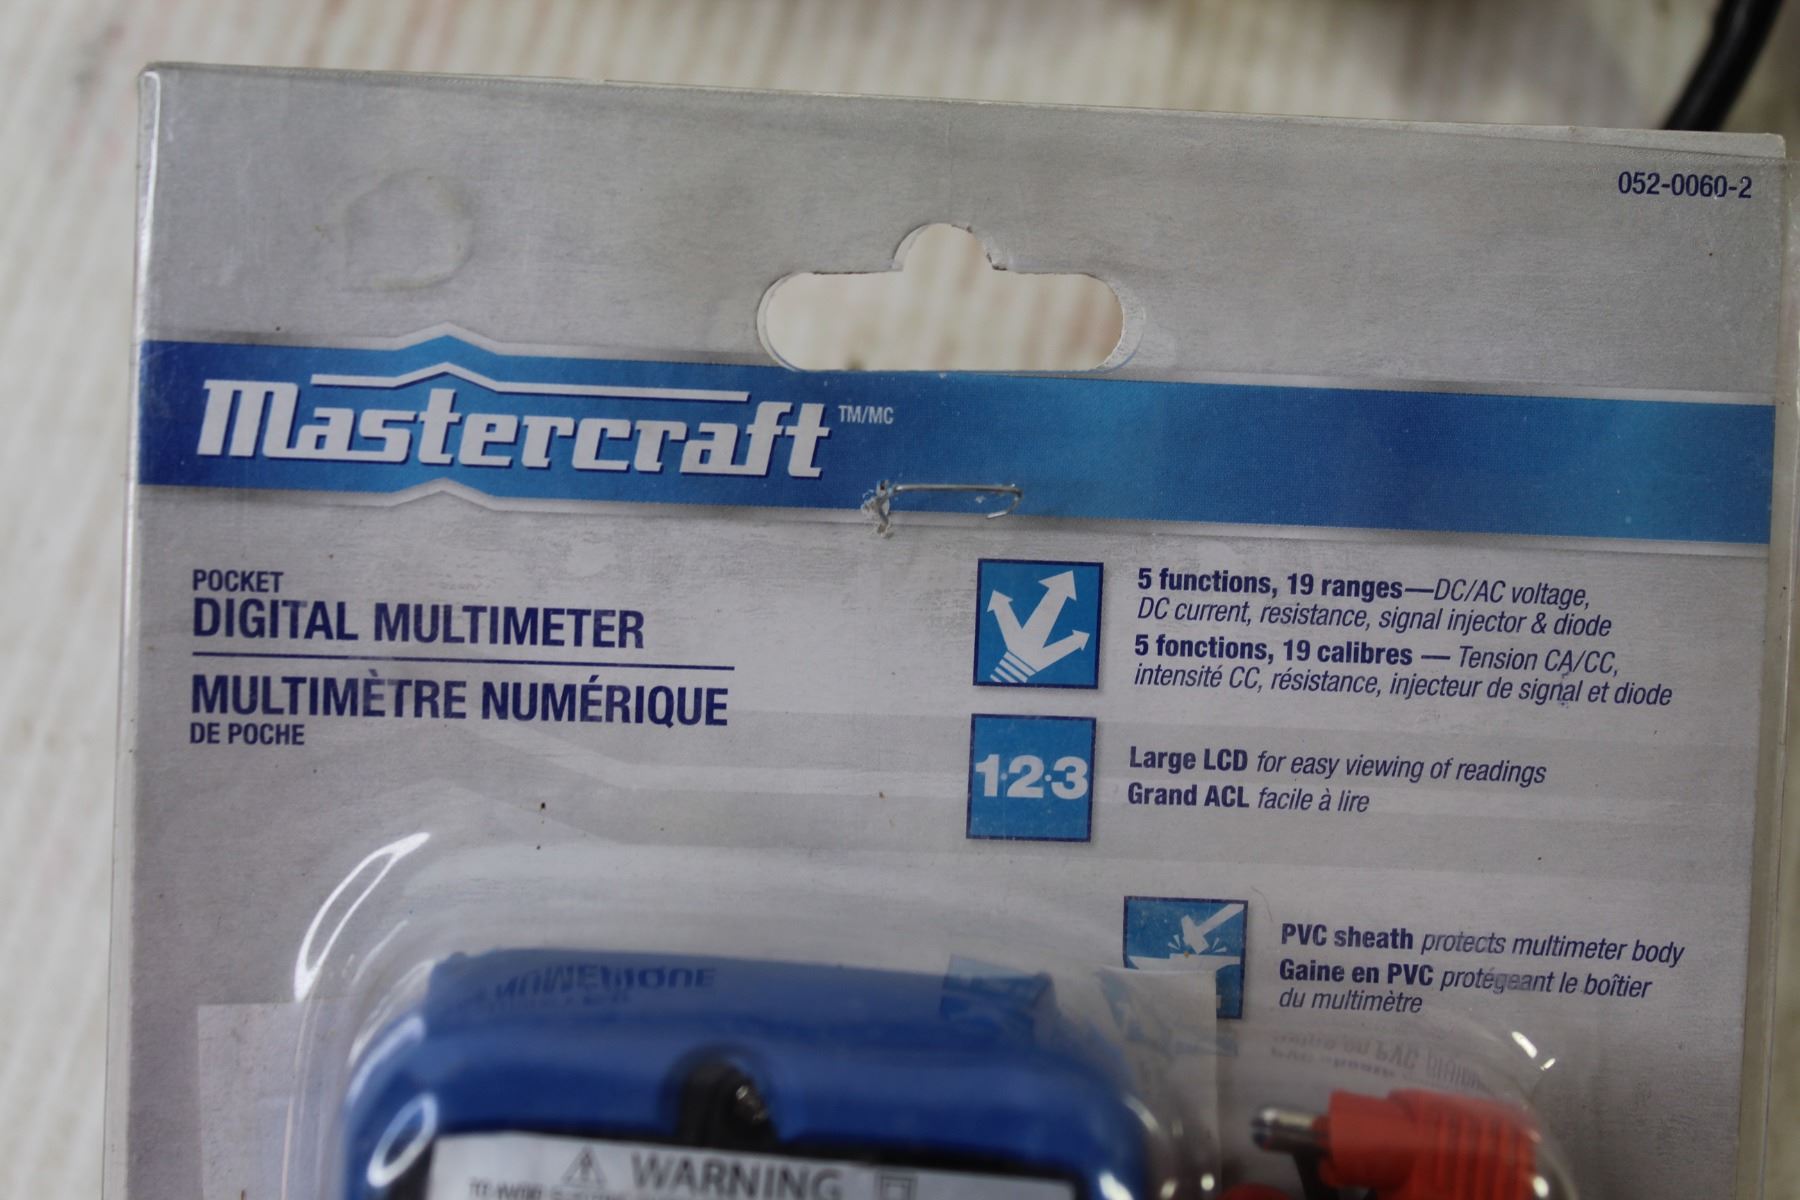 052-0060-2
Mastercraft TM/MC
POCKET
DIGITAL MULTIMETER
MULTIMÈTRE NUMÉRIQUE
DE POCHE
5 functions, 19 ranges—DC/AC voltage,
DC current, resistance, signal injector & diode
5 fonctions, 19 calibres — Tension CA/CC,
intensité CC, résistance, injecteur de signal et diode
1·2·3
Large LCD for easy viewing of readings
Grand ACL facile à lire
PVC sheath protects multimeter body
Gaine en PVC protégeant le boîtier
du multimètre
WARNING